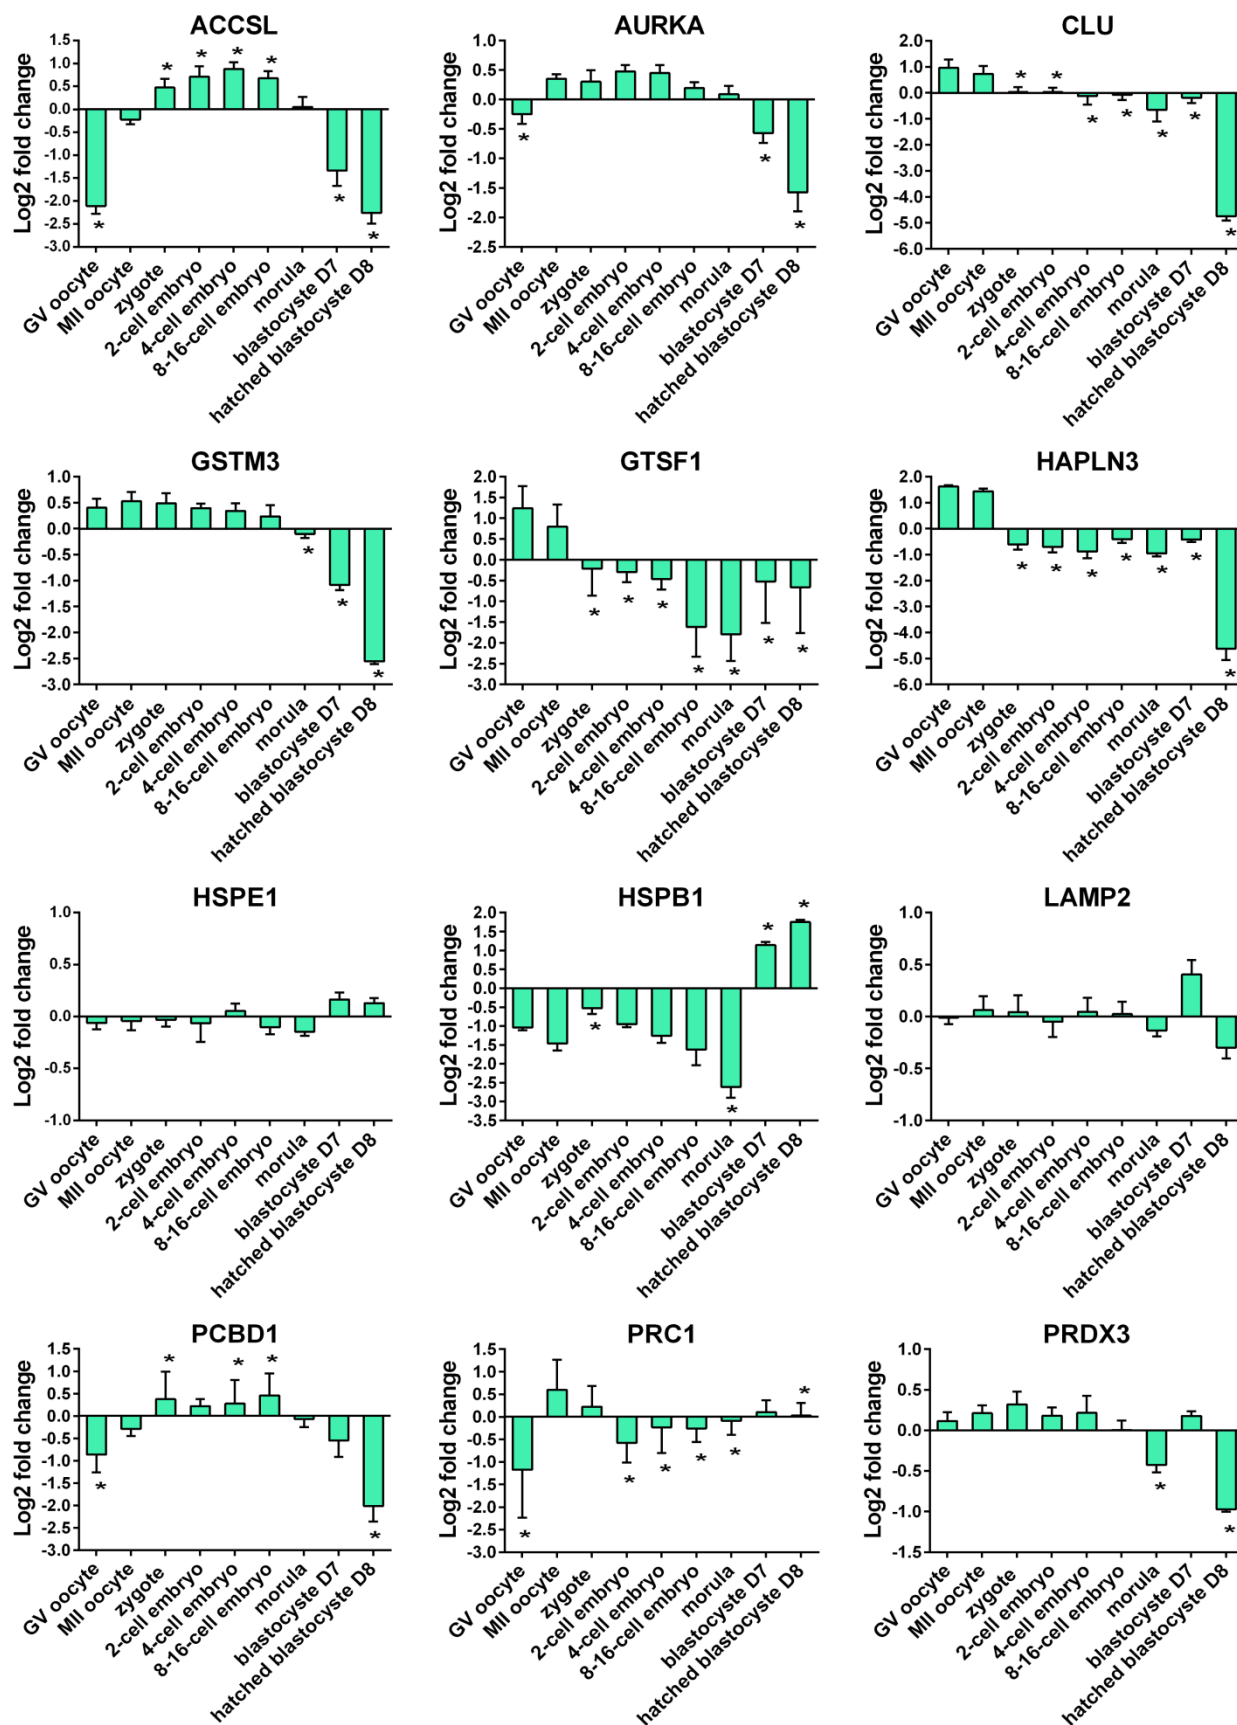 ACCSL
Log2 fold change
1.5
1.0
0.5
0.0
-0.5
-1.0
-1.5
-2.0
-2.5
-3.0
GV oocyte
MII oocyte
zygote
2-cell embryo
4-cell embryo
8-16-cell embryo
morula
blastocyste D7
hatched blastocyste D8
AURKA
Log2 fold change
1.0
0.5
0.0
-0.5
-1.0
-1.5
-2.0
-2.5
GV oocyte
MII oocyte
zygote
2-cell embryo
4-cell embryo
8-16-cell embryo
morula
blastocyste D7
hatched blastocyste D8
CLU
Log2 fold change
2.0
1.0
0.0
-1.0
-2.0
-3.0
-4.0
-5.0
-6.0
GV oocyte
MII oocyte
zygote
2-cell embryo
4-cell embryo
8-16-cell embryo
morula
blastocyste D7
hatched blastocyste D8
GSTM3
Log2 fold change
1.0
0.5
0.0
-0.5
-1.0
-1.5
-2.0
-2.5
-3.0
GV oocyte
MII oocyte
zygote
2-cell embryo
4-cell embryo
8-16-cell embryo
morula
blastocyste D7
hatched blastocyste D8
GTSF1
Log2 fold change
2.0
1.5
1.0
0.5
0.0
-0.5
-1.0
-1.5
-2.0
-2.5
-3.0
GV oocyte
MII oocyte
zygote
2-cell embryo
4-cell embryo
8-16-cell embryo
morula
blastocyste D7
hatched blastocyste D8
HAPLN3
Log2 fold change
2.0
1.0
0.0
-1.0
-2.0
-3.0
-4.0
-5.0
-6.0
GV oocyte
MII oocyte
zygote
2-cell embryo
4-cell embryo
8-16-cell embryo
morula
blastocyste D7
hatched blastocyste D8
HSPE1
Log2 fold change
1.0
0.5
0.0
-0.5
-1.0
GV oocyte
MII oocyte
zygote
2-cell embryo
4-cell embryo
8-16-cell embryo
morula
blastocyste D7
hatched blastocyste D8
HSPB1
Log2 fold change
2.0
1.5
1.0
0.5
0.0
-0.5
-1.0
-1.5
-2.0
-2.5
-3.0
-3.5
GV oocyte
MII oocyte
zygote
2-cell embryo
4-cell embryo
8-16-cell embryo
morula
blastocyste D7
hatched blastocyste D8
LAMP2
Log2 fold change
1.0
0.5
0.0
-0.5
-1.0
GV oocyte
MII oocyte
zygote
2-cell embryo
4-cell embryo
8-16-cell embryo
morula
blastocyste D7
hatched blastocyste D8
PCBD1
Log2 fold change
1.5
1.0
0.5
0.0
-0.5
-1.0
-1.5
-2.0
-2.5
-3.0
GV oocyte
MII oocyte
zygote
2-cell embryo
4-cell embryo
8-16-cell embryo
morula
blastocyste D7
hatched blastocyste D8
PRC1
Log2 fold change
1.5
1.0
0.5
0.0
-0.5
-1.0
-1.5
-2.0
-2.5
-3.0
GV oocyte
MII oocyte
zygote
2-cell embryo
4-cell embryo
8-16-cell embryo
morula
blastocyste D7
hatched blastocyste D8
PRDX3
Log2 fold change
1.0
0.5
0.0
-0.5
-1.0
-1.5
GV oocyte
MII oocyte
zygote
2-cell embryo
4-cell embryo
8-16-cell embryo
morula
blastocyste D7
hatched blastocyste D8